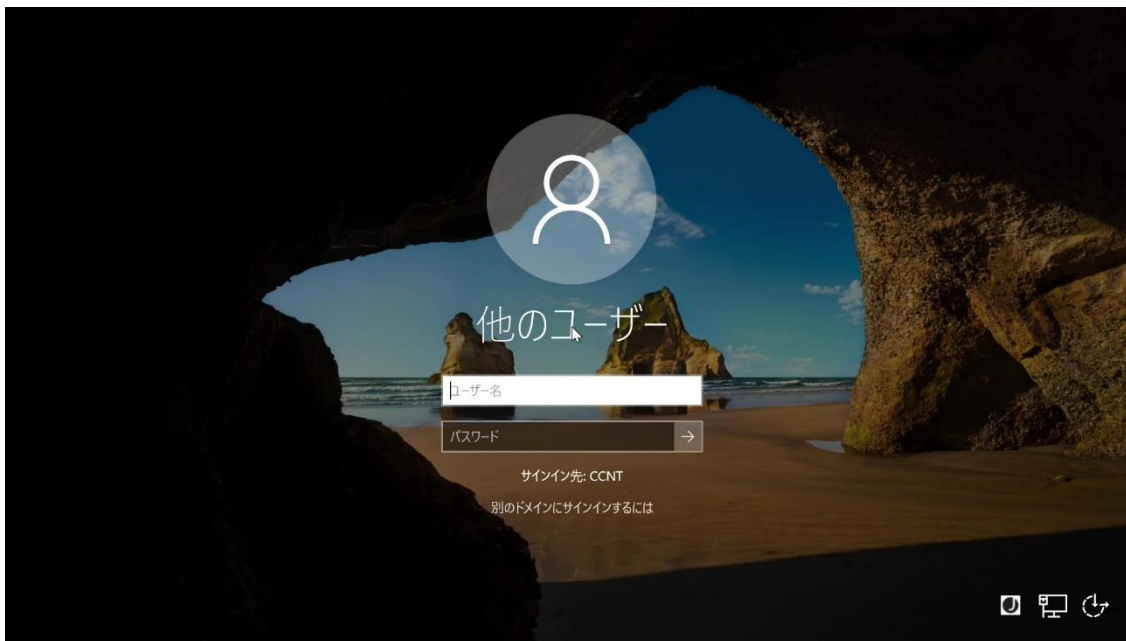 他のユーザー
ユーザー名
パスワード
サインイン先: CCNT
別のドメインにサインインするには
J